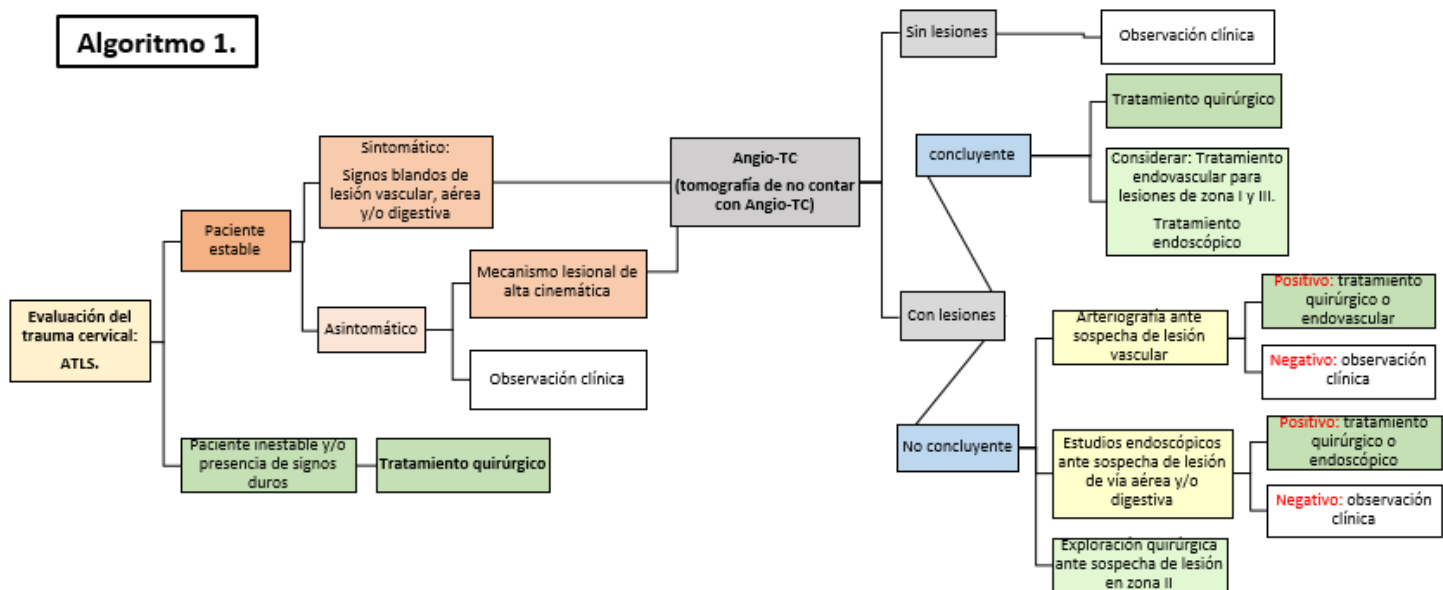 Algoritmo 1.
Evaluación del
trauma cervical:
ATLS.
Paciente
estable
Sintomático:
Signos blandos de
lesión vascular, aérea
y/o digestiva
Asintomático
Mecanismo lesional de
alta cinemática
Observación clínica
Paciente inestable y/o
presencia de signos
duros
Tratamiento quirúrgico
Angio-TC
(tomografía de no contar
con Angio-TC)
Sin lesiones
Observación clínica
Con lesiones
concluyente
Tratamiento quirúrgico
Considerar: Tratamiento
endovascular para
lesiones de zona I y III.
Tratamiento
endoscópico
No concluyente
Arteriografía ante
sospecha de lesión
vascular
Positivo: tratamiento
quirúrgico o
endovascular
Negativo: observación
clínica
Estudios endoscópicos
ante sospecha de lesión
de vía aérea y/o
digestiva
Positivo: tratamiento
quirúrgico o
endoscópico
Negativo: observación
clínica
Exploración quirúrgica
ante sospecha de lesión
en zona II